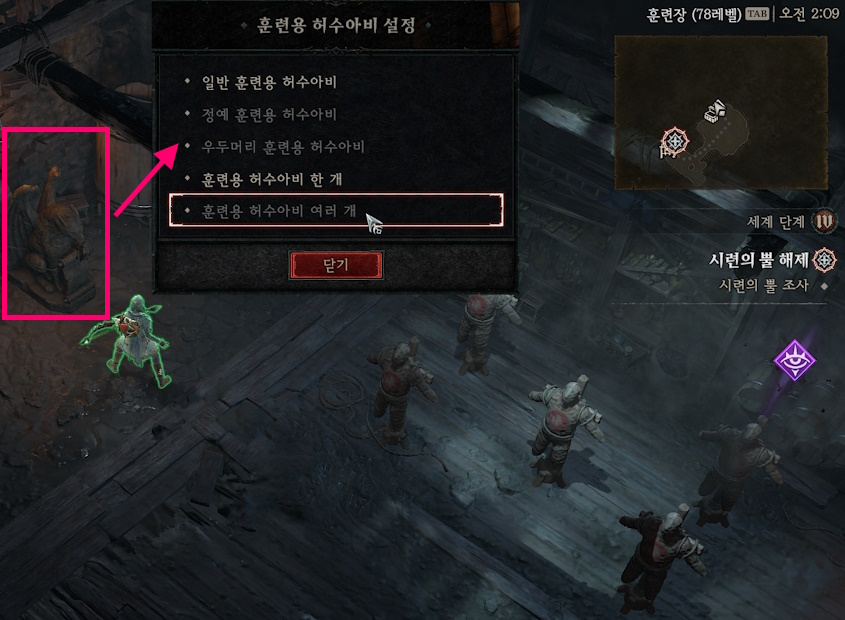 훈련용 허수아비 설정
일반 훈련용 허수아비
정예 훈련용 허수아비
우두머리 훈련용 허수아비
훈련용 허수아비 한 개
훈련용 허수아비 여러 개
닫기
훈련장 (78레벨) TAB 오전 2:09
세계 단계 IV
시련의 뿔 해제
시련의 뿔 조사